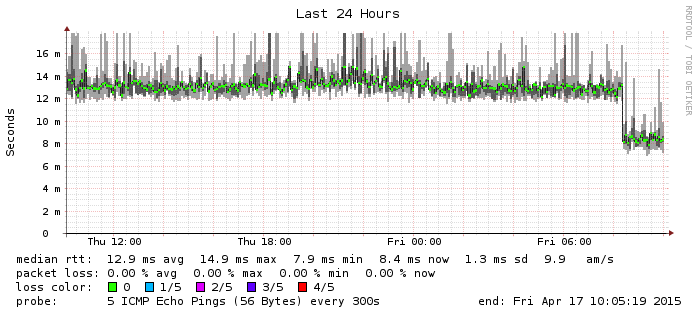 Last 24 Hours
RRDTOOL / TOBI OETIKER
Seconds
16 m
14 m
12 m
10 m
8 m
6 m
4 m
2 m
0
Thu 12:00 Thu 18:00 Fri 00:00 Fri 06:00
median rtt: 12.9 ms avg 14.9 ms max 7.9 ms min 8.4 ms now 1.3 ms sd 9.9 am/s
packet loss: 0.00 % avg 0.00 % max 0.00 % min 0.00 % now
loss color: 0 1/5 2/5 3/5 4/5
probe: 5 ICMP Echo Pings (56 Bytes) every 300s end: Fri Apr 17 10:05:19 2015